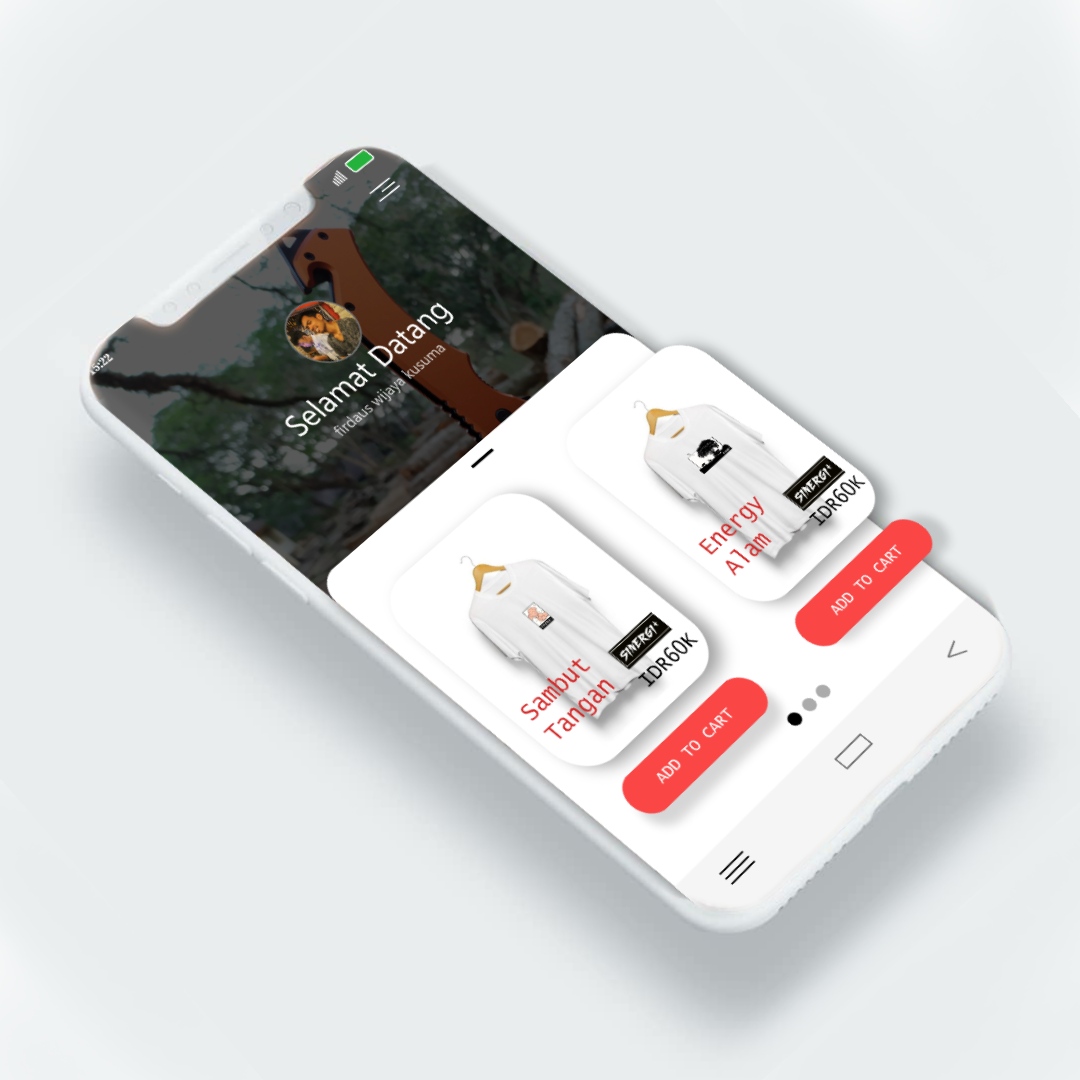 15:22
Selamat Datang
firdaus wijaya kusuma
SINERGI+
IDR60K
Sambut
Tangan
ADD TO CART
SINERGI+
IDR60K
Energy
Alam
ADD TO CART